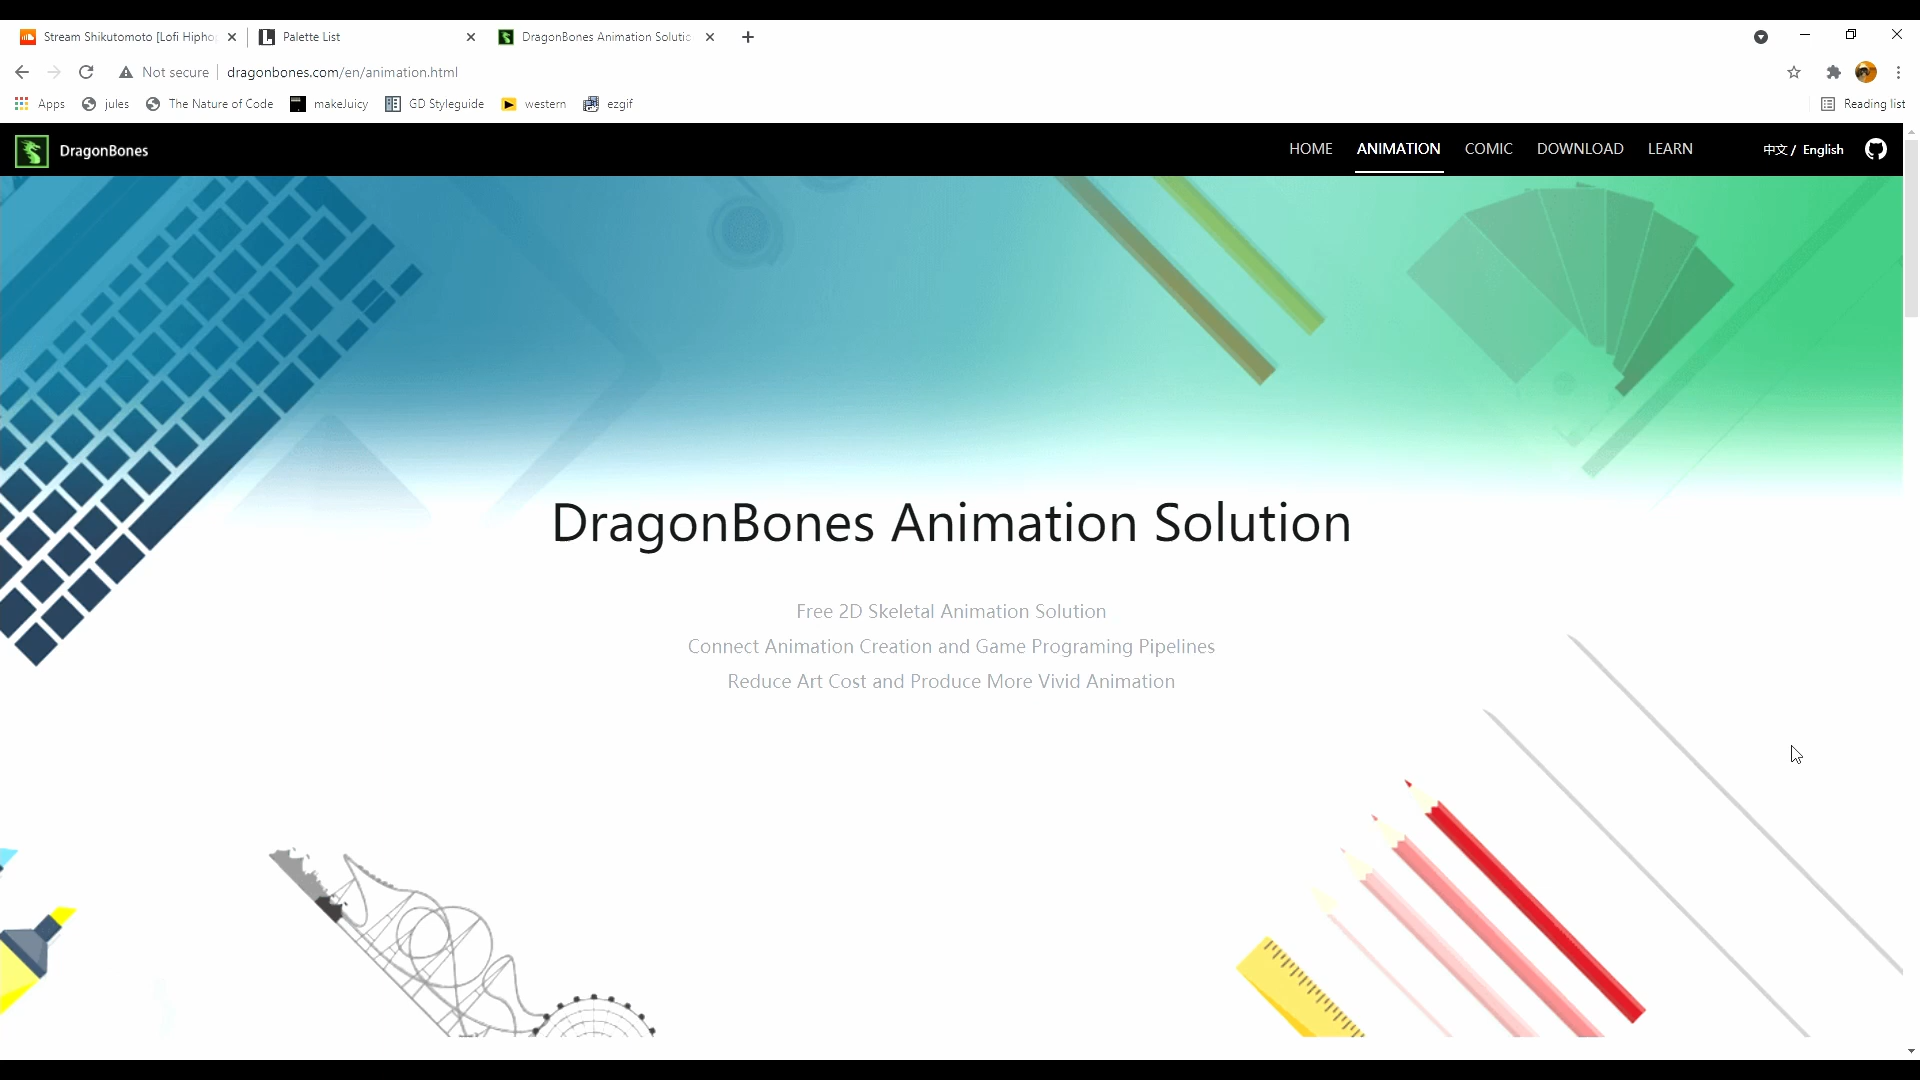 Stream Shikutomoto [Lofi Hipho
Palette List
DragonBones Animation Solutio
Not secure
dragonbones.com/en/animation.html
Apps
jules
The Nature of Code
makeJuicy
GD Styleguide
western
ezgif
Reading list
DragonBones
HOME
ANIMATION
COMIC
DOWNLOAD
LEARN
中文 / English
DragonBones Animation Solution
Free 2D Skeletal Animation Solution
Connect Animation Creation and Game Programing Pipelines
Reduce Art Cost and Produce More Vivid Animation